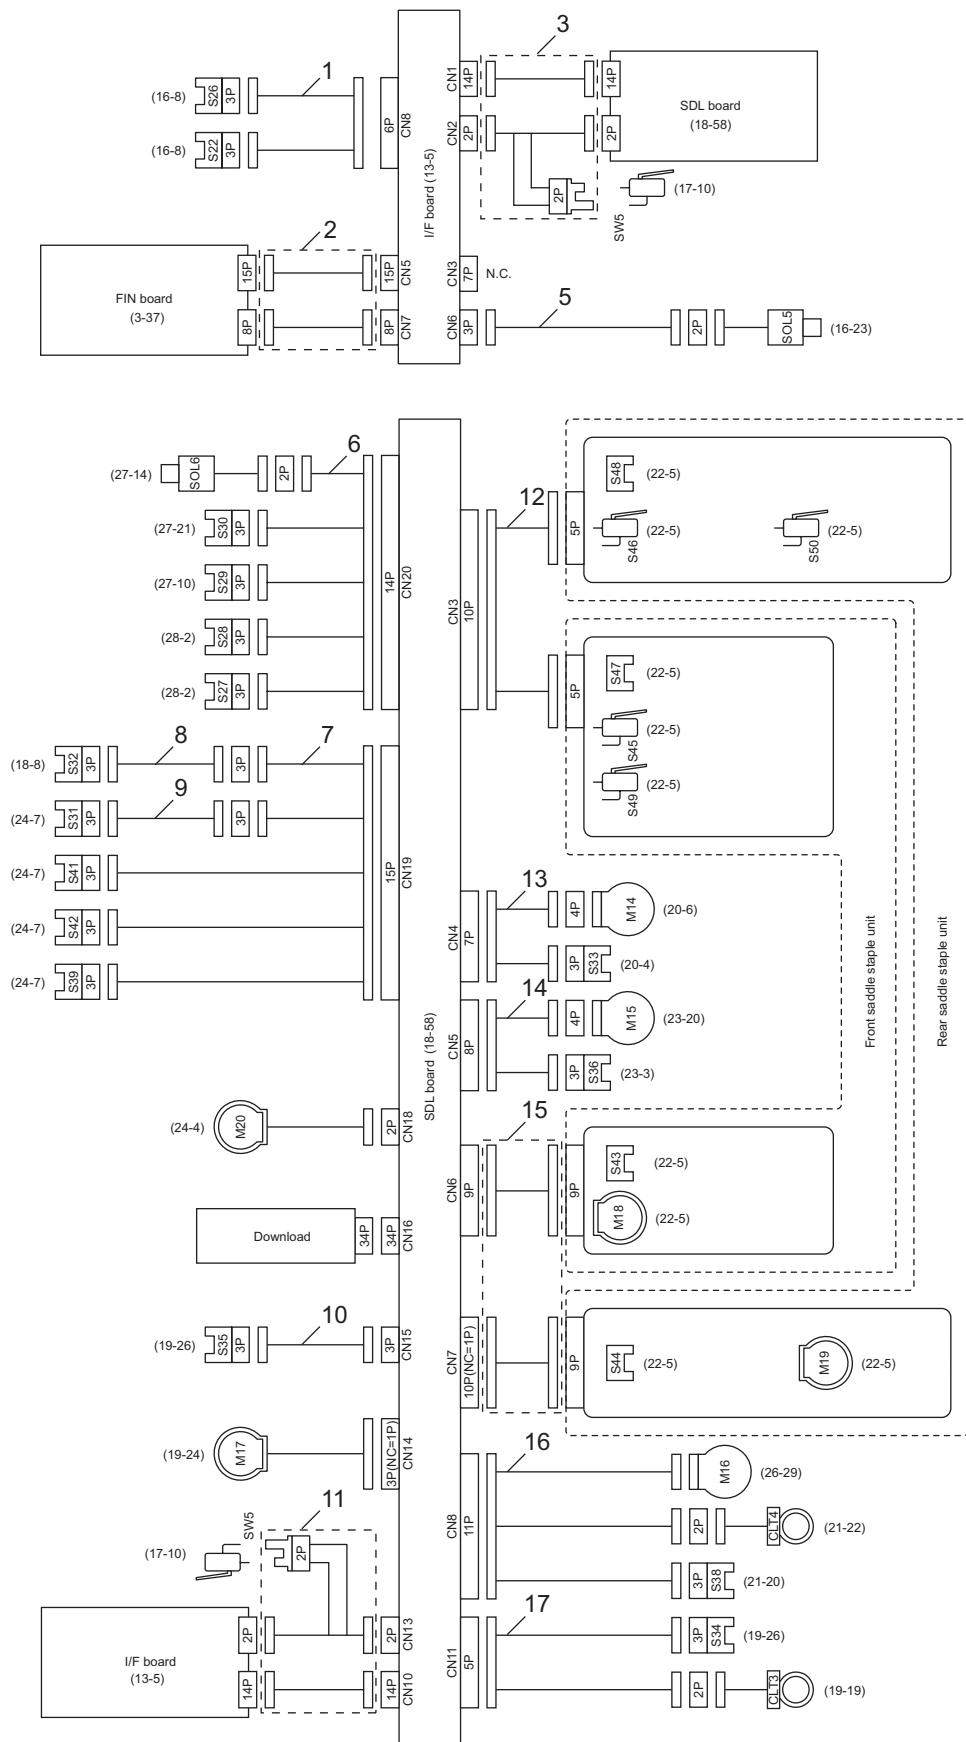 1
(16-8) S26 3P
(16-8) S22 3P
6P CN8
I/F board (13-5)
3
CN1 14P
14P
CN2 2P
2P
SDL board
(18-58)
2P
SW5
(17-10)
2
FIN board
(3-37)
15P
15P CN5
8P
8P CN7
CN3 7P N.C.
CN6 3P
5
2P
SOL5 (16-23)
6
(27-14) SOL6
2P
(27-21) S30 3P
(27-10) S29 3P
(28-2) S28 3P
(28-2) S27 3P
14P CN20
8
7
(18-8) S32 3P
3P
9
(24-7) S31 3P
3P
(24-7) S41 3P
(24-7) S42 3P
(24-7) S39 3P
15P CN19
SDL board (18-58)
(24-4) M20
2P CN18
Download
34P
34P CN16
10
(19-26) S35 3P
3P CN15
(19-24) M17
3P(NC=1P) CN14
11
(17-10) SW5
2P
I/F board
(13-5)
2P
2P CN13
14P
14P CN10
12
CN3 10P
5P
S48 (22-5)
S46 (22-5)
S50 (22-5)
5P
S47 (22-5)
S45 (22-5)
S49 (22-5)
13
CN4 7P
4P M14 (20-6)
3P S33 (20-4)
14
CN5 8P
4P M15 (23-20)
3P S36 (23-3)
Front saddle staple unit
Rear saddle staple unit
15
CN6 9P
9P
S43 (22-5)
M18 (22-5)
CN7 10P(NC=1P)
9P
S44 (22-5)
M19 (22-5)
16
CN8 11P
M16 (26-29)
2P CLT4 (21-22)
3P S38 (21-20)
17
CN11 5P
3P S34 (19-26)
2P CLT3 (19-19)